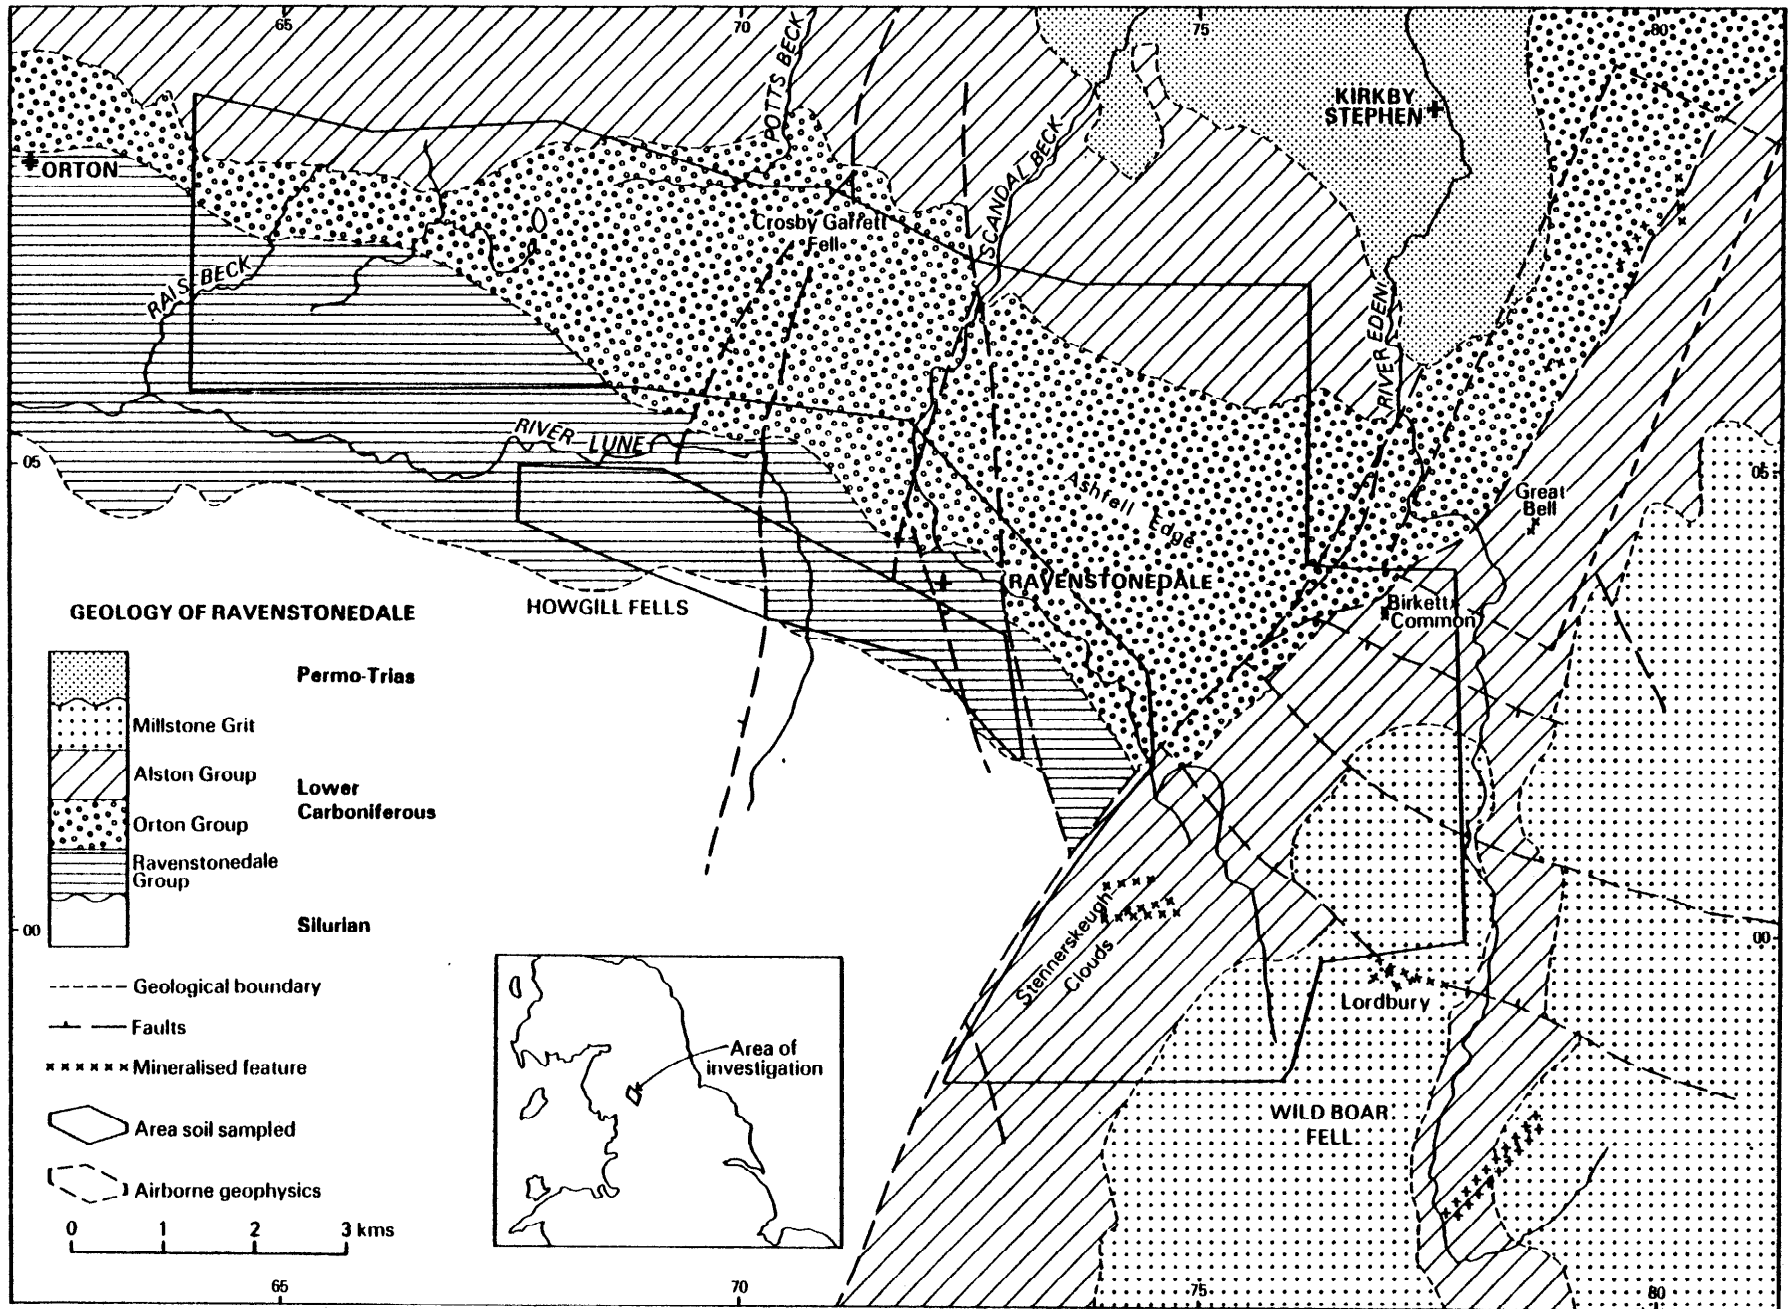 65
70
75
80
POTTS BECK
KIRKBY
STEPHEN
ORTON
SCANDAL BECK
Crosby Garrett
Fell
RAIS BECK
RIVER EDEN
RIVER LUNE
05
05
Ashfell Edge
Great
Bell
RAVENSTONEDALE
HOWGILL FELLS
Birkett
Common
GEOLOGY OF RAVENSTONEDALE
Permo-Trias
Millstone Grit
Alston Group
Lower
Carboniferous
Orton Group
Ravenstonedale
Group
Silurian
00
00
Stennerskeugh
Clouds
Lordbury
Geological boundary
Faults
Mineralised feature
Area soil sampled
Airborne geophysics
Area of
investigation
WILD BOAR
FELL
0 1 2 3 kms
65
70
75
80